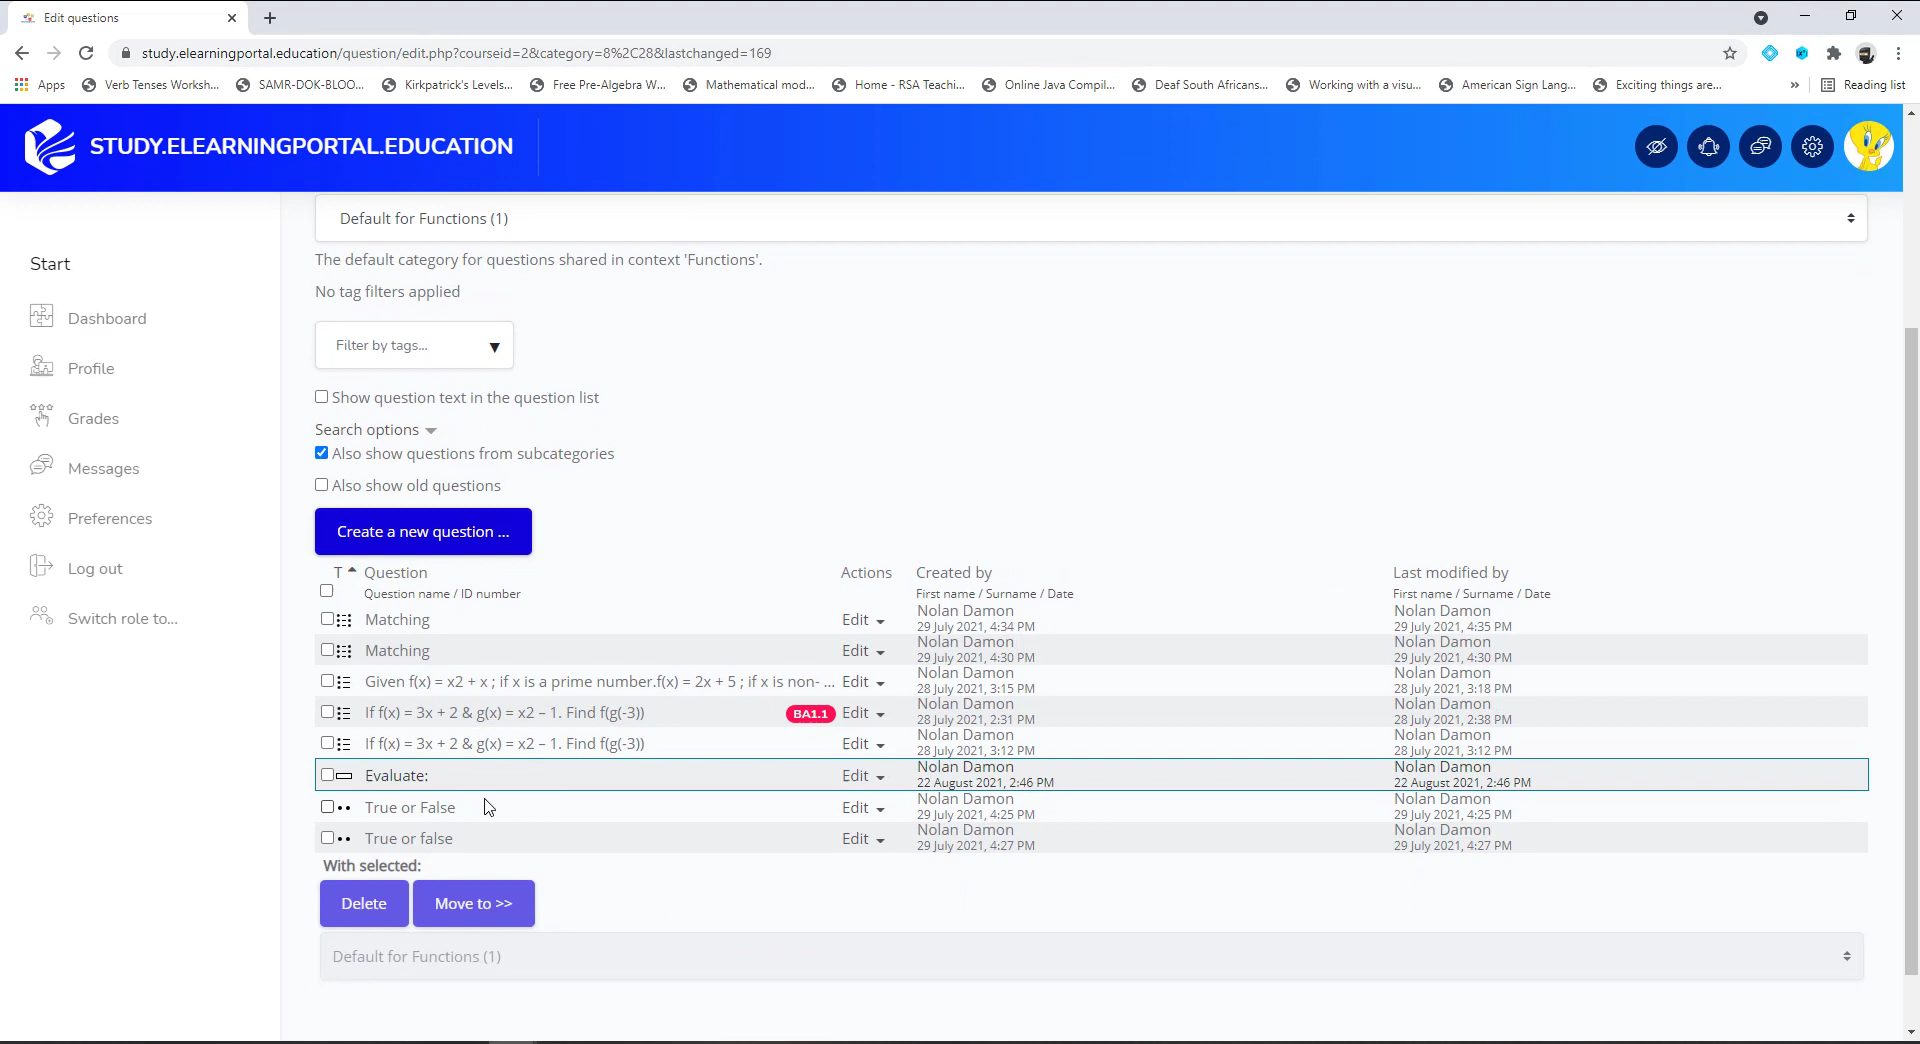 Edit questions
study.elearningportal.education/question/edit.php?courseid=2&category=8%2C28&lastchanged=169
Apps Verb Tenses Worksh... SAMR-DOK-BLOO... Kirkpatrick's Levels... Free Pre-Algebra W... Mathematical mod... Home - RSA Teachi... Online Java Compil... Deaf South Africans... Working with a visu... American Sign Lang... Exciting things are... » Reading list
STUDY.ELEARNINGPORTAL.EDUCATION
Default for Functions (1)
The default category for questions shared in context 'Functions'.
No tag filters applied
Filter by tags...
Show question text in the question list
Search options
Also show questions from subcategories
Also show old questions
Create a new question ...
Start
Dashboard
Profile
Grades
Messages
Preferences
Log out
Switch role to...
T Question Actions Created by Last modified by
Question name / ID number First name / Surname / Date First name / Surname / Date
Matching Edit Nolan Damon Nolan Damon
29 July 2021, 4:34 PM 29 July 2021, 4:35 PM
Matching Edit Nolan Damon Nolan Damon
29 July 2021, 4:30 PM 29 July 2021, 4:30 PM
Given f(x) = x2 + x ; if x is a prime number.f(x) = 2x + 5 ; if x is non- ... Edit Nolan Damon Nolan Damon
28 July 2021, 3:15 PM 28 July 2021, 3:18 PM
If f(x) = 3x + 2 & g(x) = x2 – 1. Find f(g(-3)) BA1.1 Edit Nolan Damon Nolan Damon
28 July 2021, 2:31 PM 28 July 2021, 2:38 PM
If f(x) = 3x + 2 & g(x) = x2 – 1. Find f(g(-3)) Edit Nolan Damon Nolan Damon
28 July 2021, 3:12 PM 28 July 2021, 3:12 PM
Evaluate: Edit Nolan Damon Nolan Damon
22 August 2021, 2:46 PM 22 August 2021, 2:46 PM
True or False Edit Nolan Damon Nolan Damon
29 July 2021, 4:25 PM 29 July 2021, 4:25 PM
True or false Edit Nolan Damon Nolan Damon
29 July 2021, 4:27 PM 29 July 2021, 4:27 PM
With selected:
Delete Move to >>
Default for Functions (1)